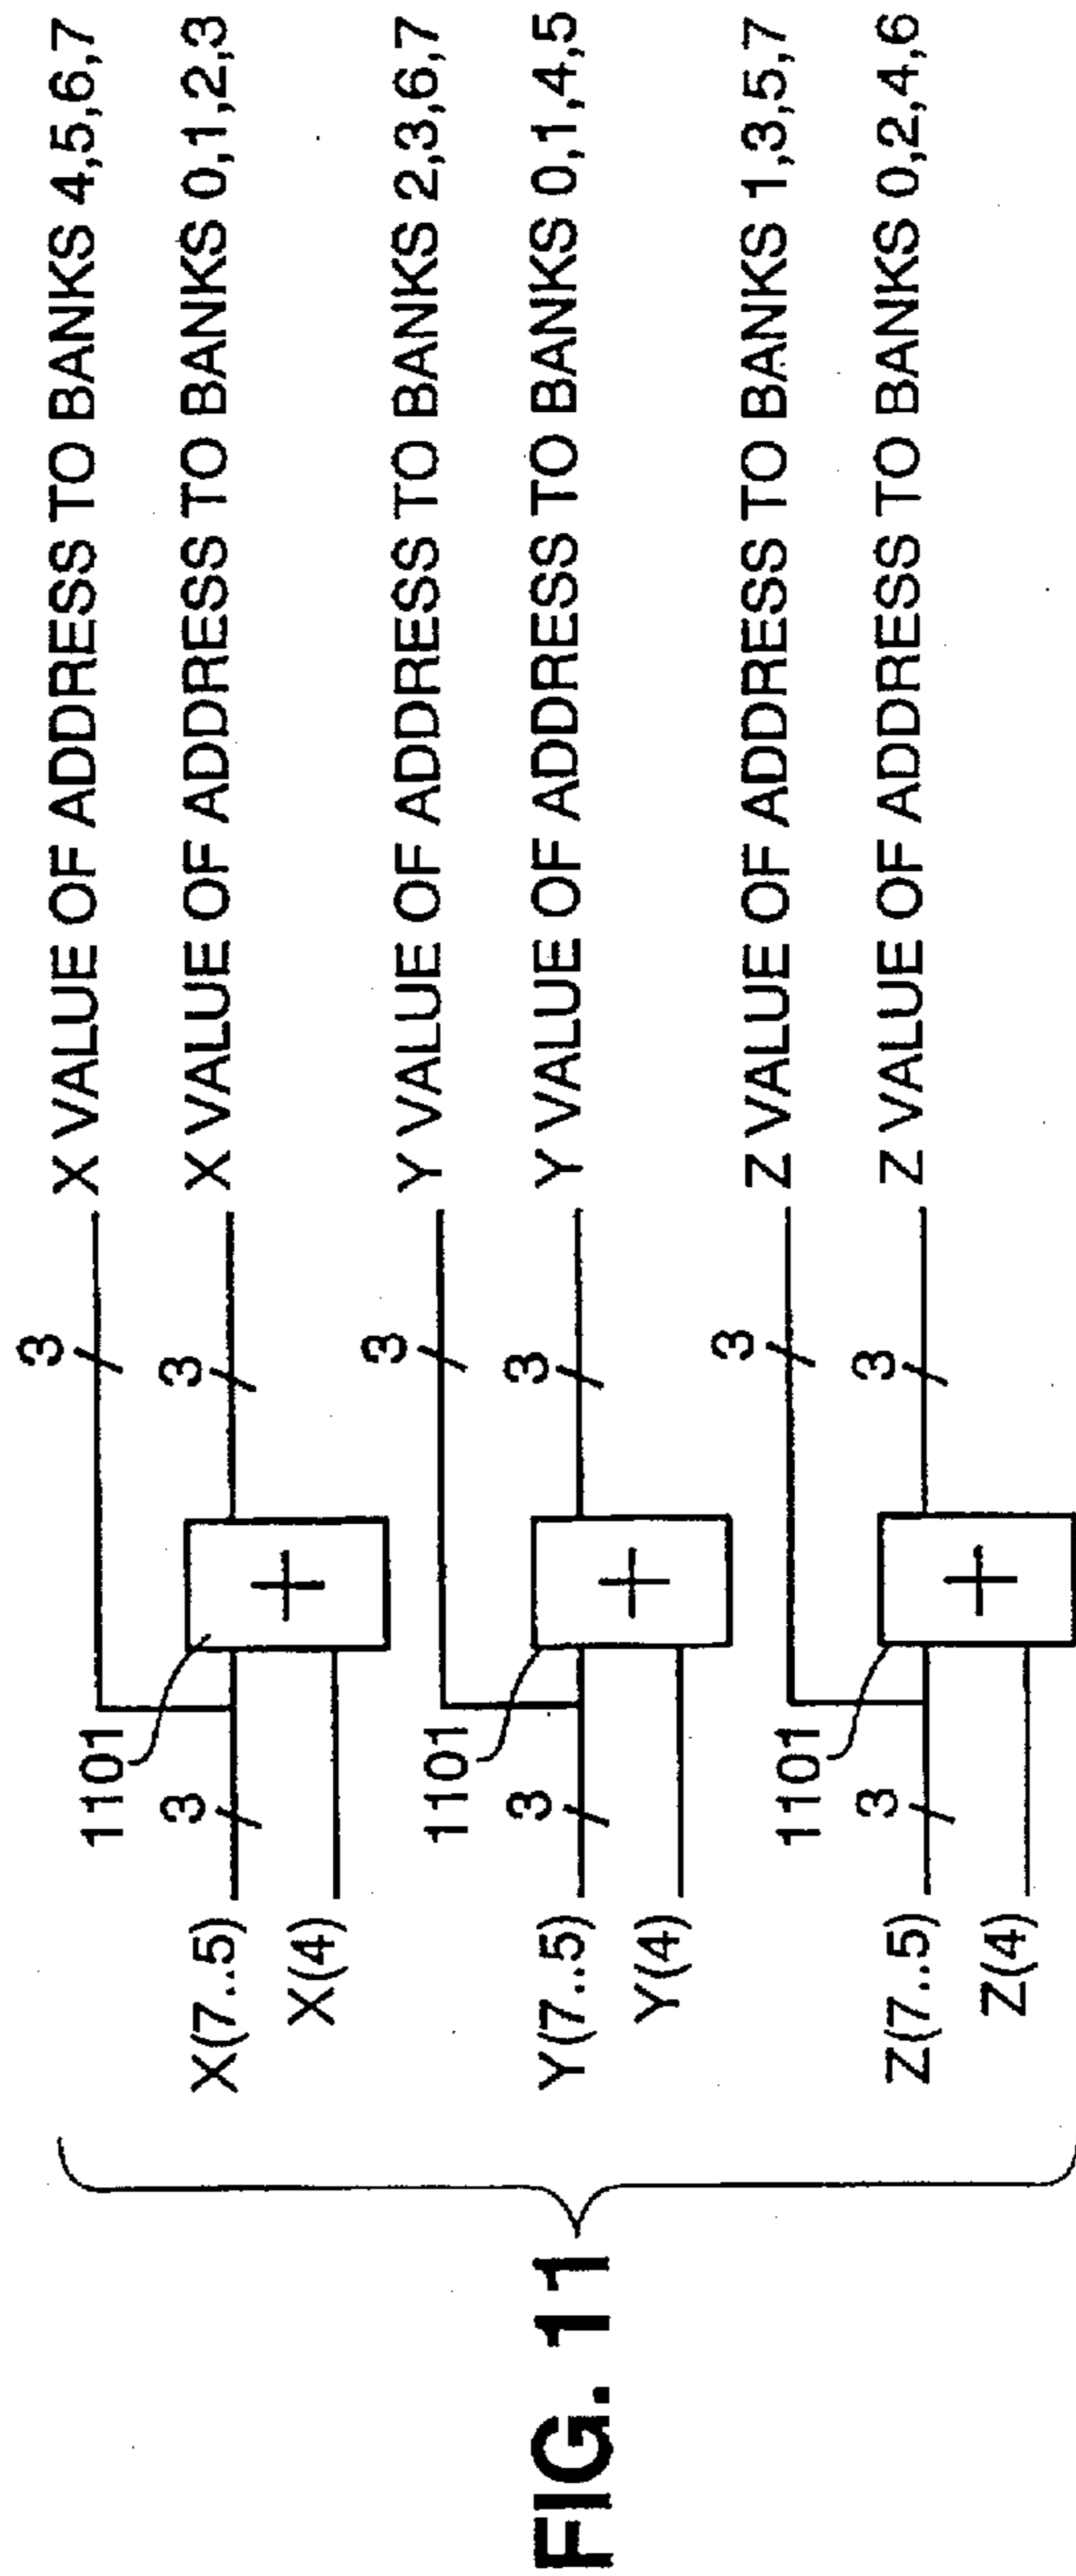 X(7..5)
3
1101
3
X VALUE OF ADDRESS TO BANKS 4,5,6,7
X(4)
+
3
X VALUE OF ADDRESS TO BANKS 0,1,2,3
Y(7..5)
3
1101
3
Y VALUE OF ADDRESS TO BANKS 2,3,6,7
Y(4)
+
3
Y VALUE OF ADDRESS TO BANKS 0,1,4,5
Z(7..5)
3
1101
3
Z VALUE OF ADDRESS TO BANKS 1,3,5,7
Z(4)
+
3
Z VALUE OF ADDRESS TO BANKS 0,2,4,6
FIG. 11